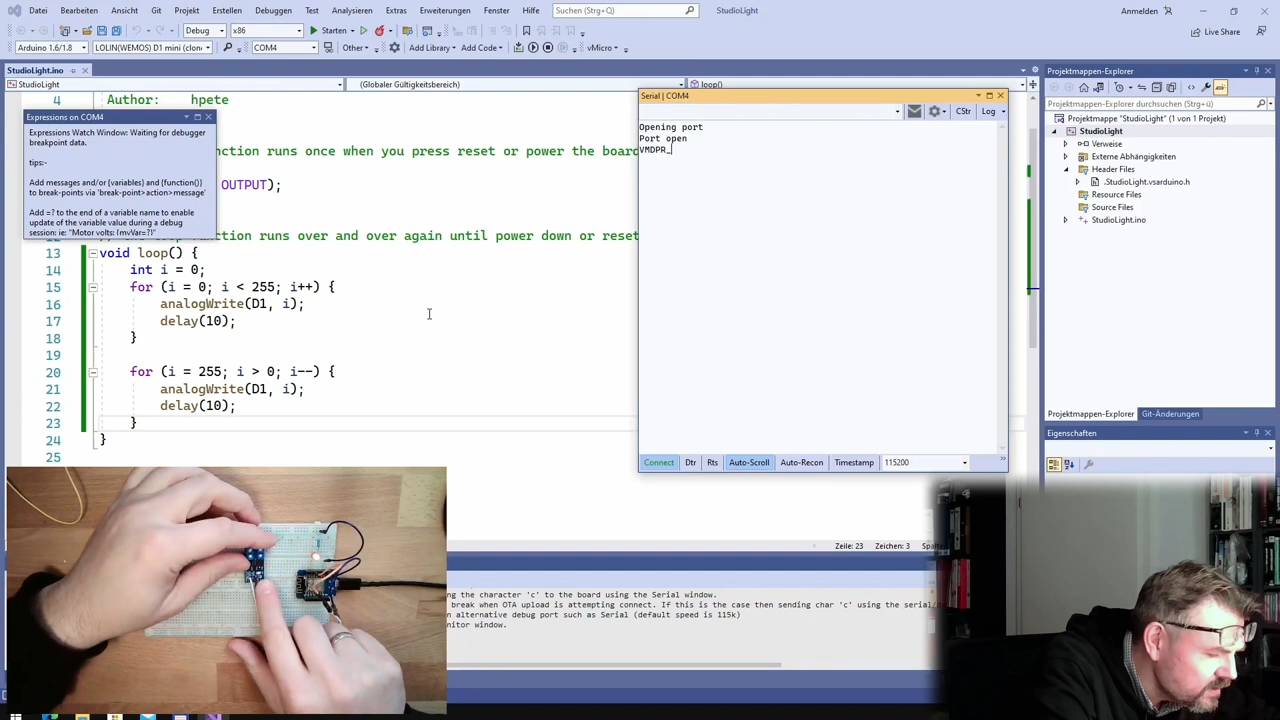 Datei Bearbeiten Ansicht Git Projekt Erstellen Debuggen Test Analysieren Extras Erweiterungen Fenster Hilfe Suchen (Strg+Q) StudioLight Anmelden
Debug x86 Starten Add Library Add Code vMicro Live Share
Arduino 1.6/1.8 LOLIN(WEMOS) D1 mini (clone COM4 Other
StudioLight.ino
StudioLight (Globaler Gültigkeitsbereich) loop()
4 Author: hpete
Expressions on COM4
Expressions Watch Window: Waiting for debugger
breakpoint data.
tips:-
Add messages and/or {variables} and {function()}
to break-points via 'break-point>action>message'
Add =? to the end of a variable name to enable
update of the variable value during a debug
session: ie: "Motor volts: {mvVar=?}"
nction runs once when you press reset or power the board
OUTPUT);
function runs over and over again until power down or reset
13 void loop() {
14 int i = 0;
15 for (i = 0; i < 255; i++) {
16 analogWrite(D1, i);
17 delay(10);
18 }
19
20 for (i = 255; i > 0; i--) {
21 analogWrite(D1, i);
22 delay(10);
23 }
24 }
25
Serial | COM4
CStr Log
Opening port
Port open
VMDPR_
Connect Dtr Rts Auto-Scroll Auto-Recon Timestamp 115200
Projektmappen-Explorer
Projektmappen-Explorer durchsuchen (Strg+ü)
Projektmappe "StudioLight" (1 von 1 Projekt)
StudioLight
Verweise
Externe Abhängigkeiten
Header Files
.StudioLight.vsarduino.h
Resource Files
Source Files
StudioLight.ino
Projektmappen-Explorer Git-Änderungen
Eigenschaften
Zeile: 23 Zeichen: 3
ng the character 'c' to the board using the Serial window.
break when OTA upload is attempting connect. If this is the case then sending char 'c' using the serial/
n alternative debug port such as Serial (default speed is 115k)
nitor window.